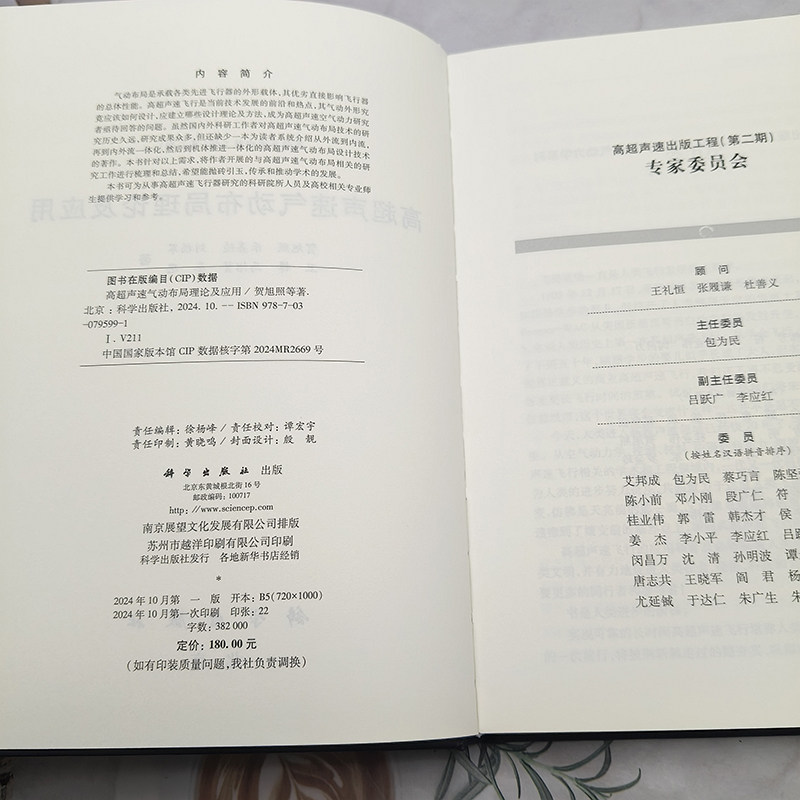 内 容 简 介
气动布局是承载各类先进飞行器的外形载体，其优劣直接影响飞行器
的总体性能。高超声速飞行是当前技术发展的前沿和热点，其气动外形究
竟应该如何设计，应建立哪些设计理论及方法，成为高超声速空气动力研究
者亟待回答的问题。虽然国内外科研工作者对高超声速气动布局技术的研
究历史久远，研究成果众多，但还缺少一本为读者系统介绍从外流到内流，
再到内外流一体化，然后到机体推进一体化的高超声速气动布局设计技术
的著作。本书针对以上需求，将作者开展的与高超声速气动布局相关的研
究工作进行梳理和总结，希望能抛砖引玉，传承和推动学术的发展。
本书可为从事高超声速飞行器研究的科研院所人员及高校相关专业师
生提供学习和参考。
图书在版编目(CIP)数据
高超声速气动布局理论及应用 / 贺旭照等著.
北京：科学出版社，2024. 10. -- ISBN 978-7-03
-079599-1
Ⅰ. V211
中国国家版本馆 CIP 数据核字第 2024MR2669 号
责任编辑：徐杨峰 / 责任校对：谭宏宇
责任印制：黄晓鸣 / 封面设计：殷 靓
科学出版社 出版
北京东黄城根北街 16 号
邮政编码：100717
http://www.sciencep.com
南京展望文化发展有限公司排版
苏州市越洋印刷有限公司印刷
科学出版社发行 各地新华书店经销
*
2024 年 10 月第 一 版 开本：B5(720×1000)
2024 年 10 月第一次印刷 印张：22
字数：382 000
定价：180.00 元
(如有印装质量问题，我社负责调换)
高超声速出版工程(第二期)
专家委员会
顾 问
王礼恒 张履谦 杜善义
主任委员
包为民
副主任委员
吕跃广 李应红
委 员
(按姓名汉语拼音排序)
艾邦成 包为民 蔡巧言 陈坚
陈小前 邓小刚 段广仁 符
桂业伟 郭 雷 韩杰才 侯
姜 杰 李小平 李应红 吕跃
闵昌万 沈 清 孙明波 谭
唐志共 王晓军 阎 君 杨
尤延铖 于达仁 朱广生 朱